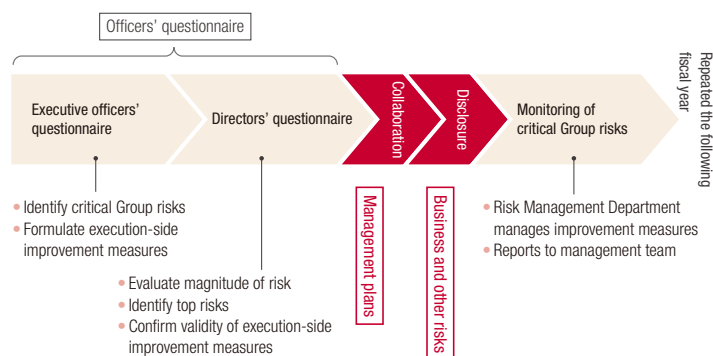 Officers’ questionnaire
Executive officers’
questionnaire
Directors’ questionnaire
Collaboration
Disclosure
Monitoring of
critical Group risks
Repeated the following
fiscal year
• Identify critical Group risks
• Formulate execution-side
improvement measures
• Evaluate magnitude of risk
• Identify top risks
• Confirm validity of execution-side
improvement measures
Management plans
Business and other risks
• Risk Management Department
manages improvement measures
• Reports to management team